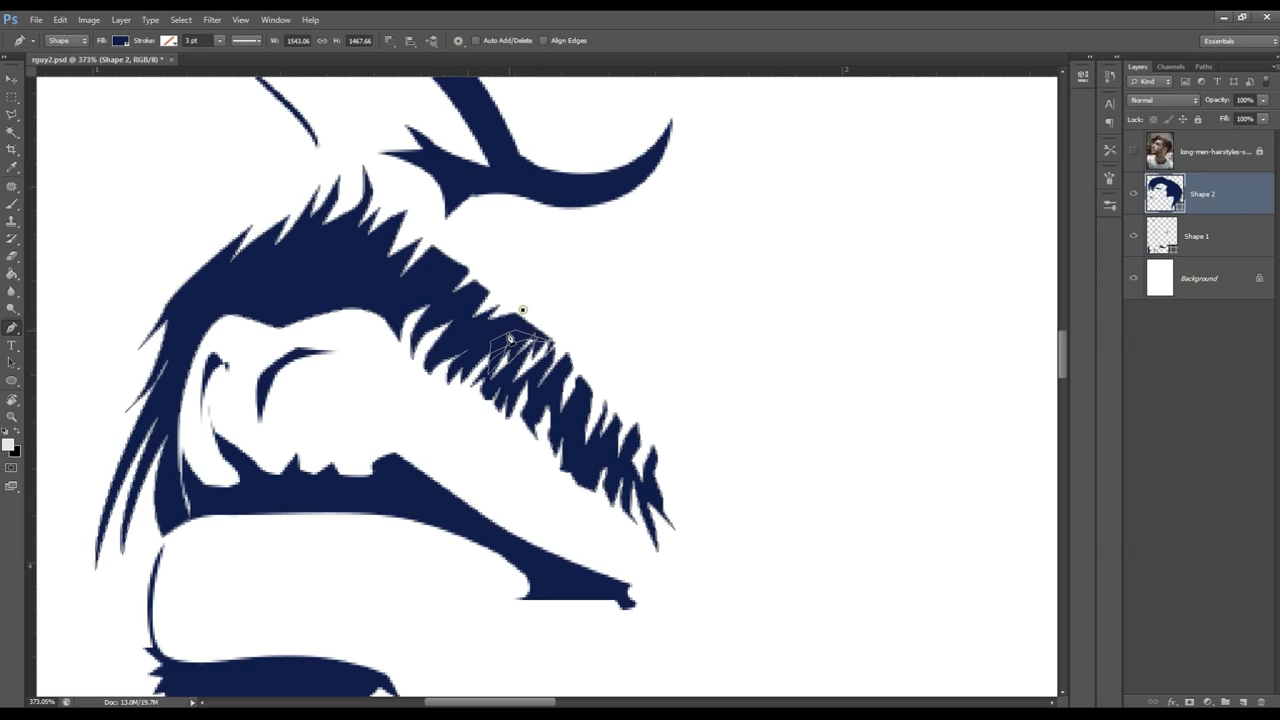 Ps File Edit Image Layer Type Select Filter View Window Help
Shape Fill: Stroke: 3 pt W: 1543.06 H: 1467.66 Auto Add/Delete Align Edges Essentials
rguy2.psd @ 373% (Shape 2, RGB/8) * ×
Layers Channels Paths
Kind
Normal Opacity: 100%
Lock: Fill: 100%
long-men-hairstyles-s...
Shape 2
Shape 1
Background
373.05% Doc: 13.0M/19.7M